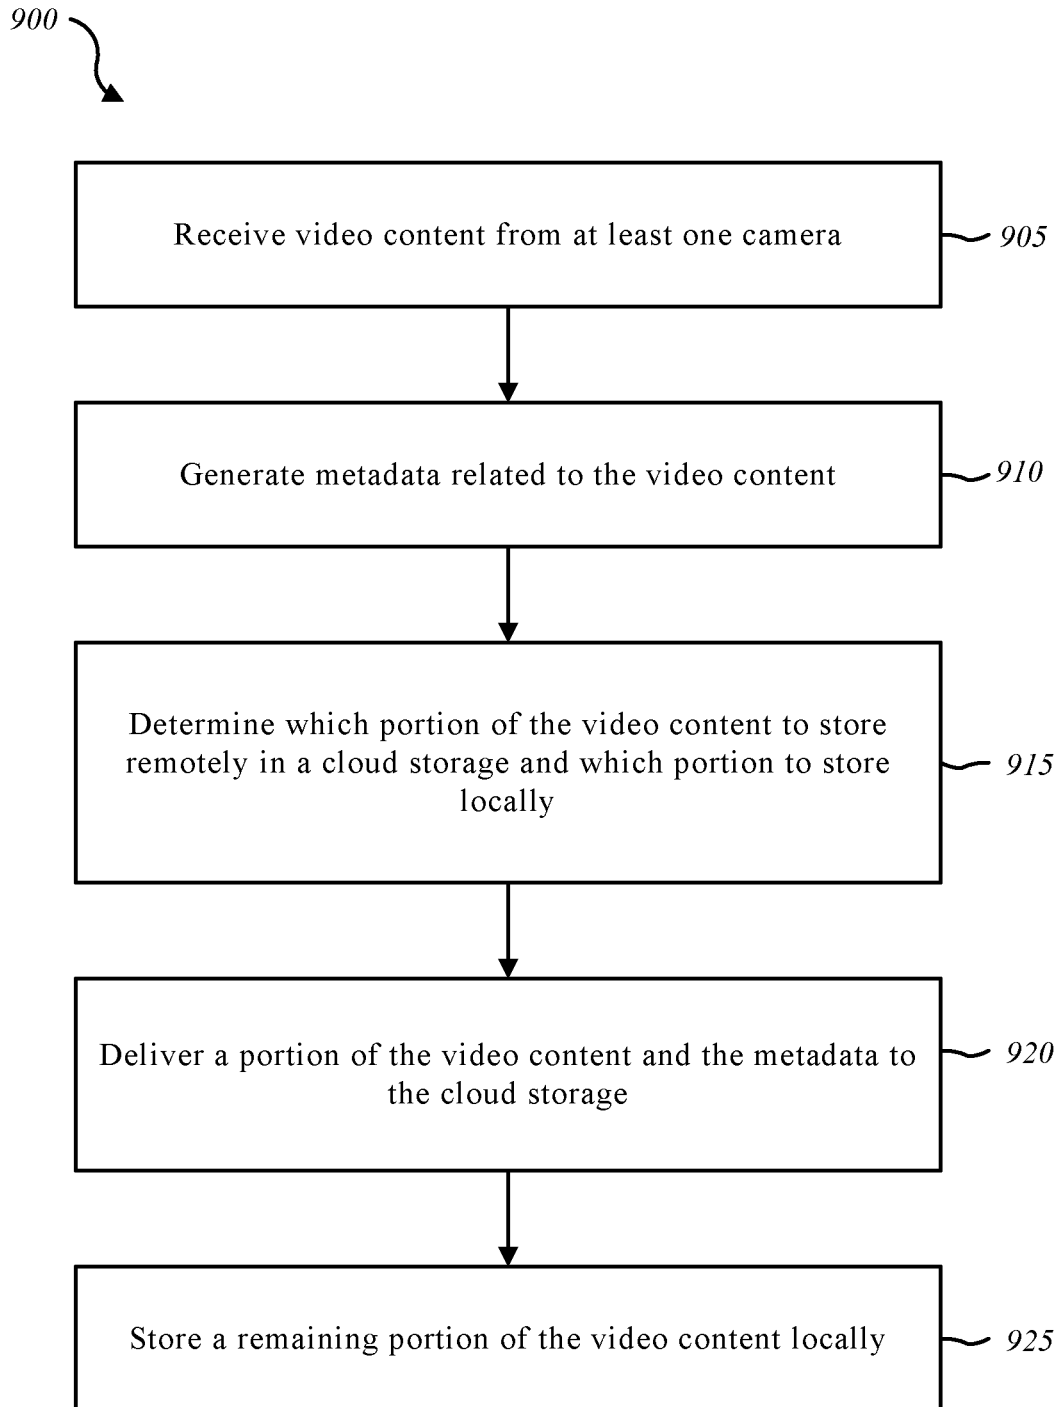 900
Receive video content from at least one camera
905
Generate metadata related to the video content
910
Determine which portion of the video content to store
remotely in a cloud storage and which portion to store
locally
915
Deliver a portion of the video content and the metadata to
the cloud storage
920
Store a remaining portion of the video content locally
925